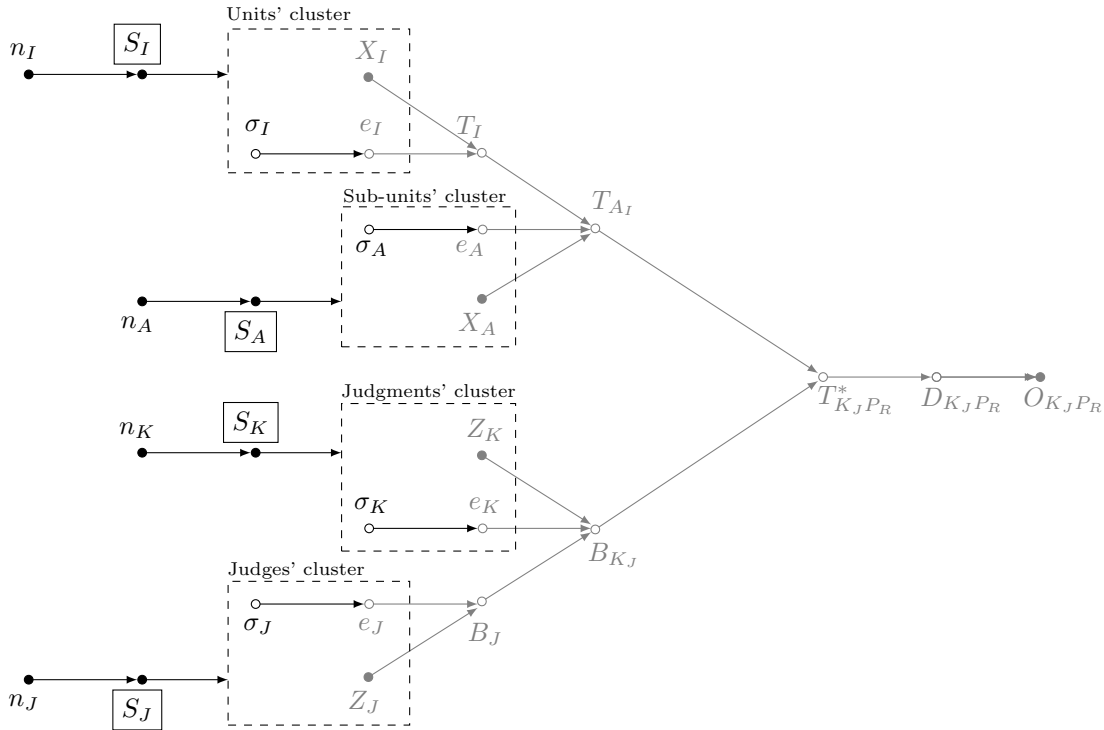 Units' cluster
n_I
S_I
X_I
σ_I
e_I
T_I
Sub-units' cluster
σ_A
e_A
T_{A_I}
n_A
S_A
X_A
T^*_{K_J P_R}
D_{K_J P_R}
O_{K_J P_R}
Judgments' cluster
n_K
S_K
Z_K
σ_K
e_K
B_{K_J}
Judges' cluster
σ_J
e_J
B_J
n_J
S_J
Z_J